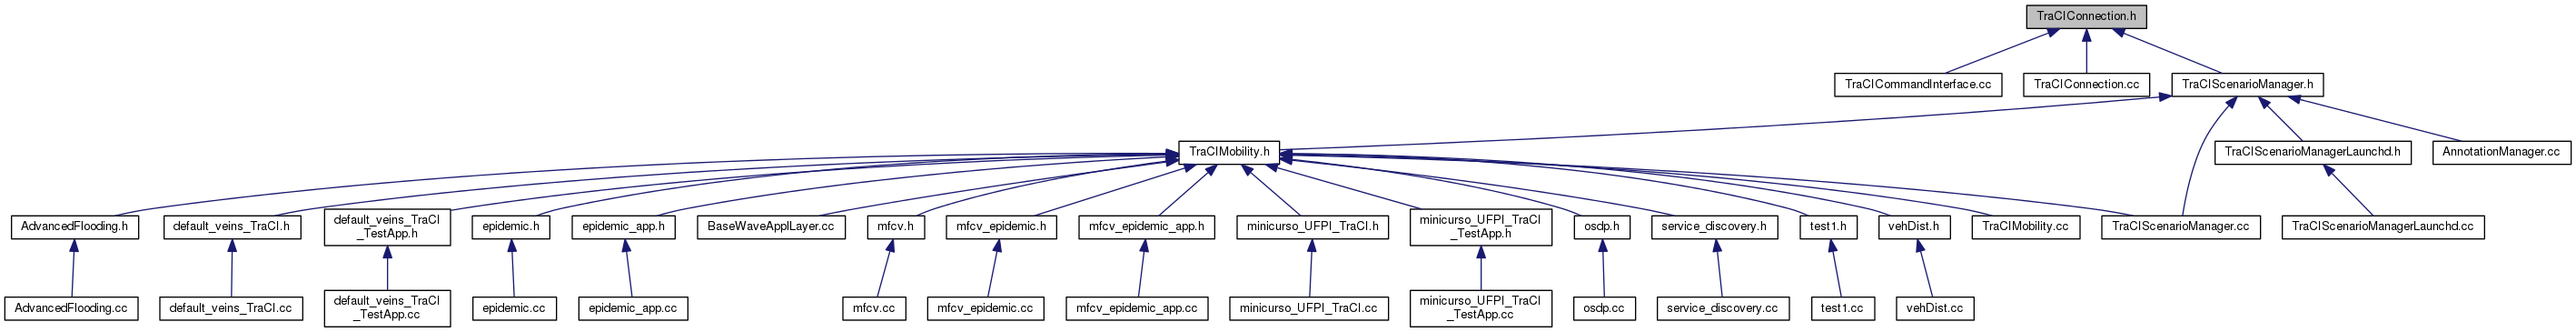 TraCIConnection.h
TraCICommandInterface.cc
TraCIConnection.cc
TraCIScenarioManager.h
TraCIMobility.h
TraCIScenarioManagerLaunchd.h
AnnotationManager.cc
AdvancedFlooding.h
default_veins_TraCI.h
default_veins_TraCI
_TestApp.h
epidemic.h
epidemic_app.h
BaseWaveApplLayer.cc
mfcv.h
mfcv_epidemic.h
mfcv_epidemic_app.h
minicurso_UFPI_TraCI.h
minicurso_UFPI_TraCI
_TestApp.h
osdp.h
service_discovery.h
test1.h
vehDist.h
TraCIMobility.cc
TraCIScenarioManager.cc
TraCIScenarioManagerLaunchd.cc
AdvancedFlooding.cc
default_veins_TraCI.cc
default_veins_TraCI
_TestApp.cc
epidemic.cc
epidemic_app.cc
mfcv.cc
mfcv_epidemic.cc
mfcv_epidemic_app.cc
minicurso_UFPI_TraCI.cc
minicurso_UFPI_TraCI
_TestApp.cc
osdp.cc
service_discovery.cc
test1.cc
vehDist.cc